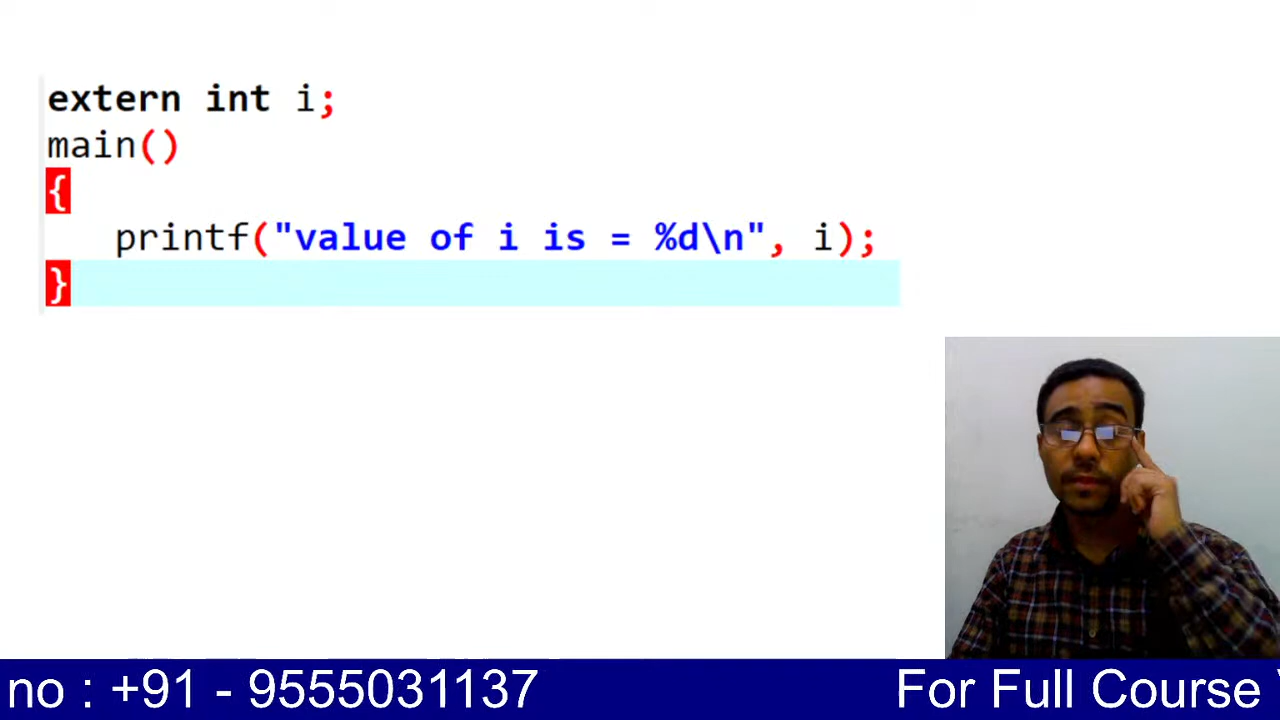 extern int i;
main()
{
printf("value of i is = %d\n", i);
}
no : +91 - 9555031137 For Full Course